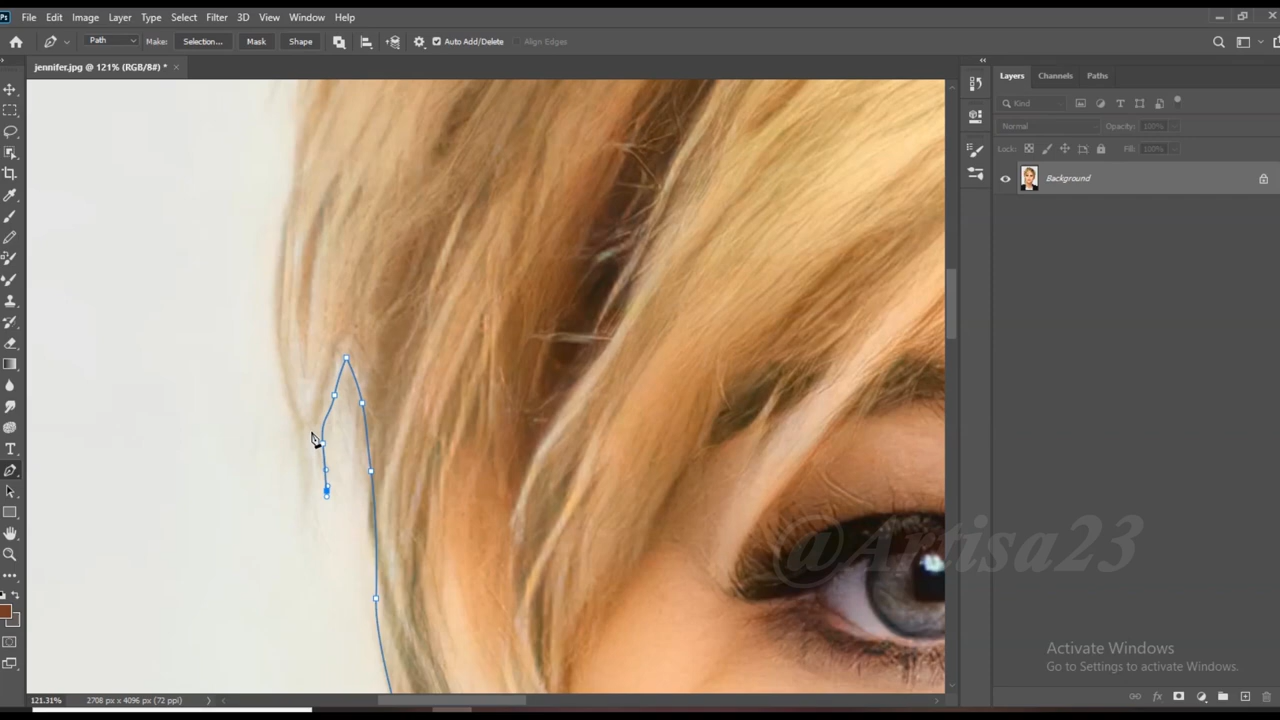 Ps File Edit Image Layer Type Select Filter 3D View Window Help
Path Make: Selection... Mask Shape Auto Add/Delete Align Edges
jennifer.jpg @ 121% (RGB/8#) *
Layers Channels Paths
Kind
Normal Opacity: 100%
Lock: Fill: 100%
Background
@Artisa23
Activate Windows
Go to Settings to activate Windows.
121.31% 2708 px x 4096 px (72 ppi)